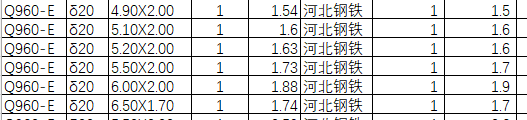 Q960-E δ20 4.90X2.00 1 1.54 河北钢铁 1 1.5
Q960-E δ20 5.10X2.00 1 1.6 河北钢铁 1 1.6
Q960-E δ20 5.20X2.00 1 1.63 河北钢铁 1 1.6
Q960-E δ20 5.50X2.00 1 1.73 河北钢铁 1 1.7
Q960-E δ20 6.00X2.00 1 1.88 河北钢铁 1 1.9
Q960-E δ20 6.50X1.70 1 1.74 河北钢铁 1 1.7